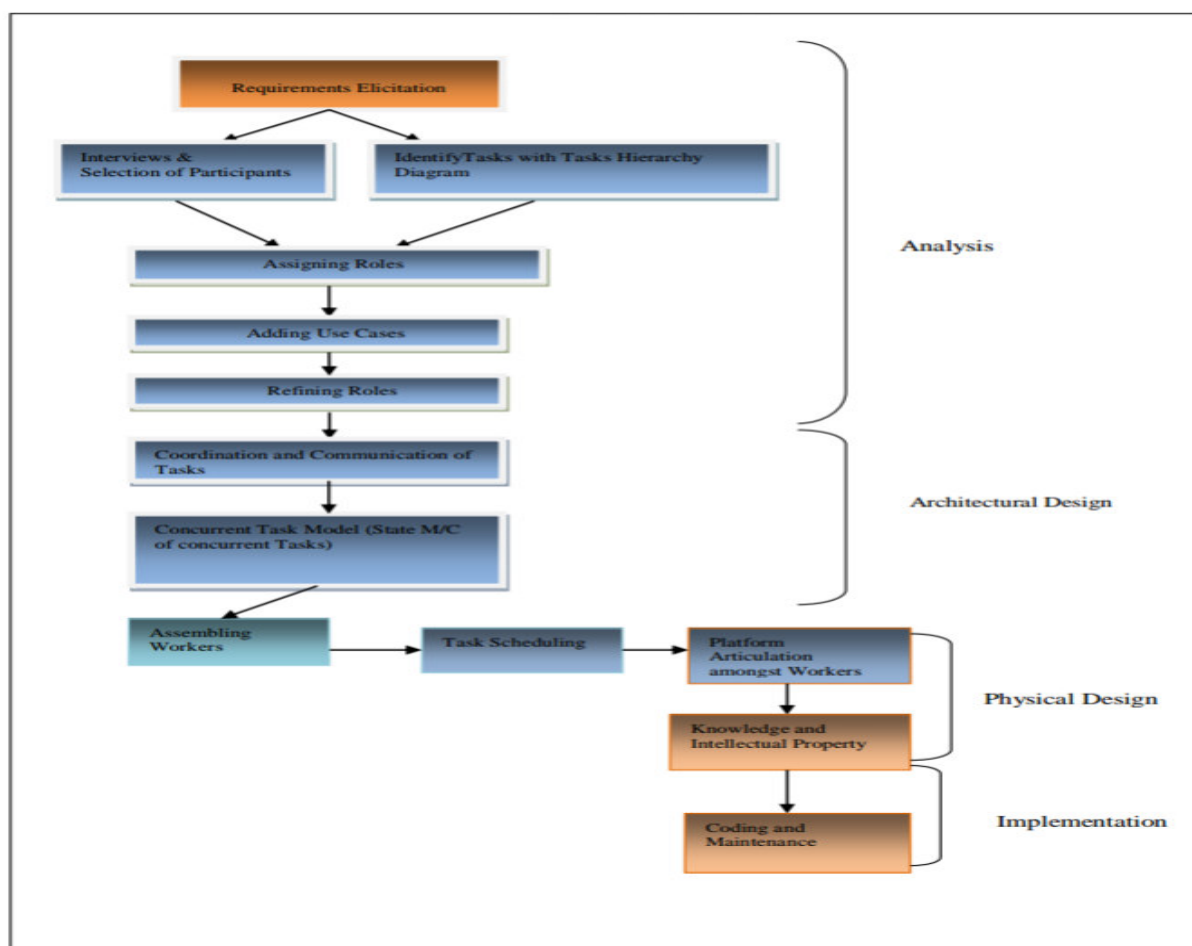 Requirements Elicitation
Interviews &
Selection of Participants
IdentifyTasks with Tasks Hierarchy
Diagram
Analysis
Assigning Roles
Adding Use Cases
Refining Roles
Coordination and Communication of
Tasks
Architectural Design
Concurrent Task Model (State M/C
of concurrent Tasks)
Assembling
Workers
Task Scheduling
Platform
Articulation
amongst Workers
Physical Design
Knowledge and
Intellectual Property
Implementation
Coding and
Maintenance